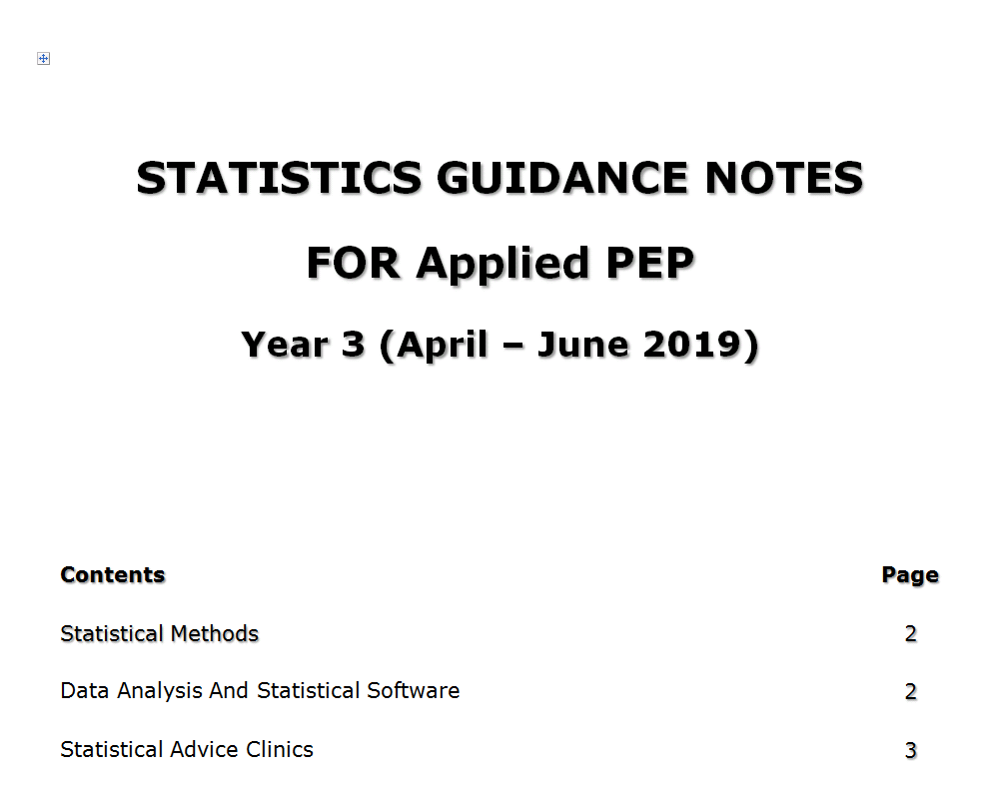 STATISTICS GUIDANCE NOTES
FOR Applied PEP
Year 3 (April – June 2019)
Contents Page
Statistical Methods 2
Data Analysis And Statistical Software 2
Statistical Advice Clinics 3